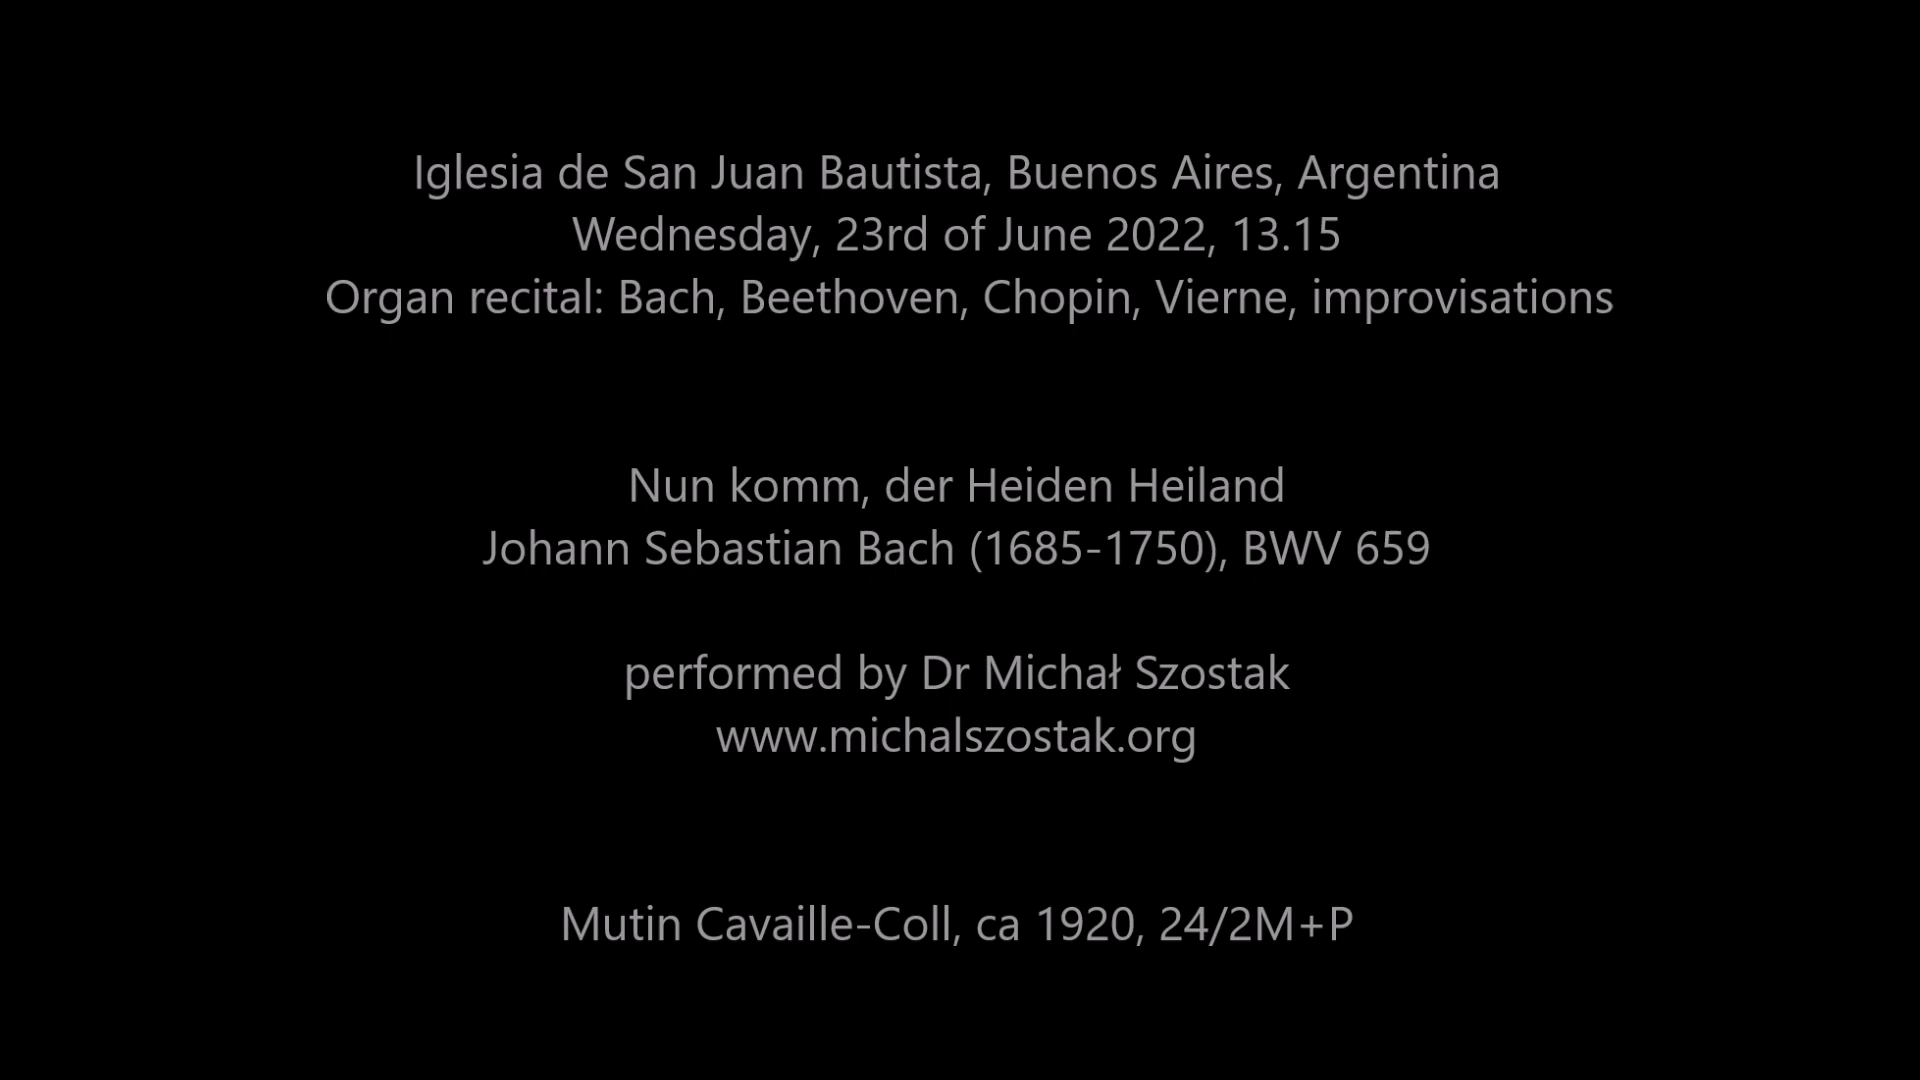 Iglesia de San Juan Bautista, Buenos Aires, Argentina
Wednesday, 23rd of June 2022, 13.15
Organ recital: Bach, Beethoven, Chopin, Vierne, improvisations
Nun komm, der Heiden Heiland
Johann Sebastian Bach (1685-1750), BWV 659
performed by Dr Michał Szostak
www.michalszostak.org
Mutin Cavaille-Coll, ca 1920, 24/2M+P